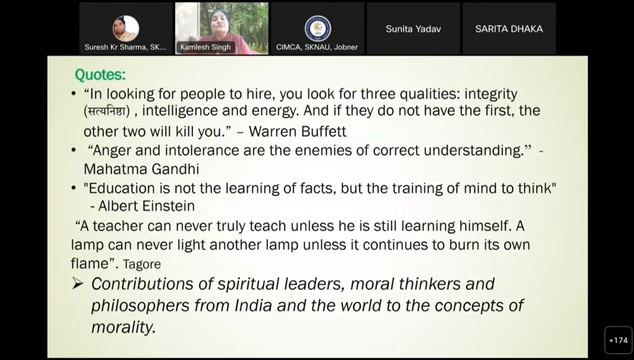 Suresh Kr Sharma, SK...
Kamlesh Singh
CIMCA, SKNAU, Jobner
Sunita Yadav
SARITA DHAKA
Quotes:
• “In looking for people to hire, you look for three qualities: integrity
(सत्यनिष्ठा) , intelligence and energy. And if they do not have the first, the
other two will kill you.” – Warren Buffett
• “Anger and intolerance are the enemies of correct understanding.” -
Mahatma Gandhi
• "Education is not the learning of facts, but the training of mind to think"
- Albert Einstein
“A teacher can never truly teach unless he is still learning himself. A
lamp can never light another lamp unless it continues to burn its own
flame”. Tagore
➢ Contributions of spiritual leaders, moral thinkers and
philosophers from India and the world to the concepts of
morality.
+174